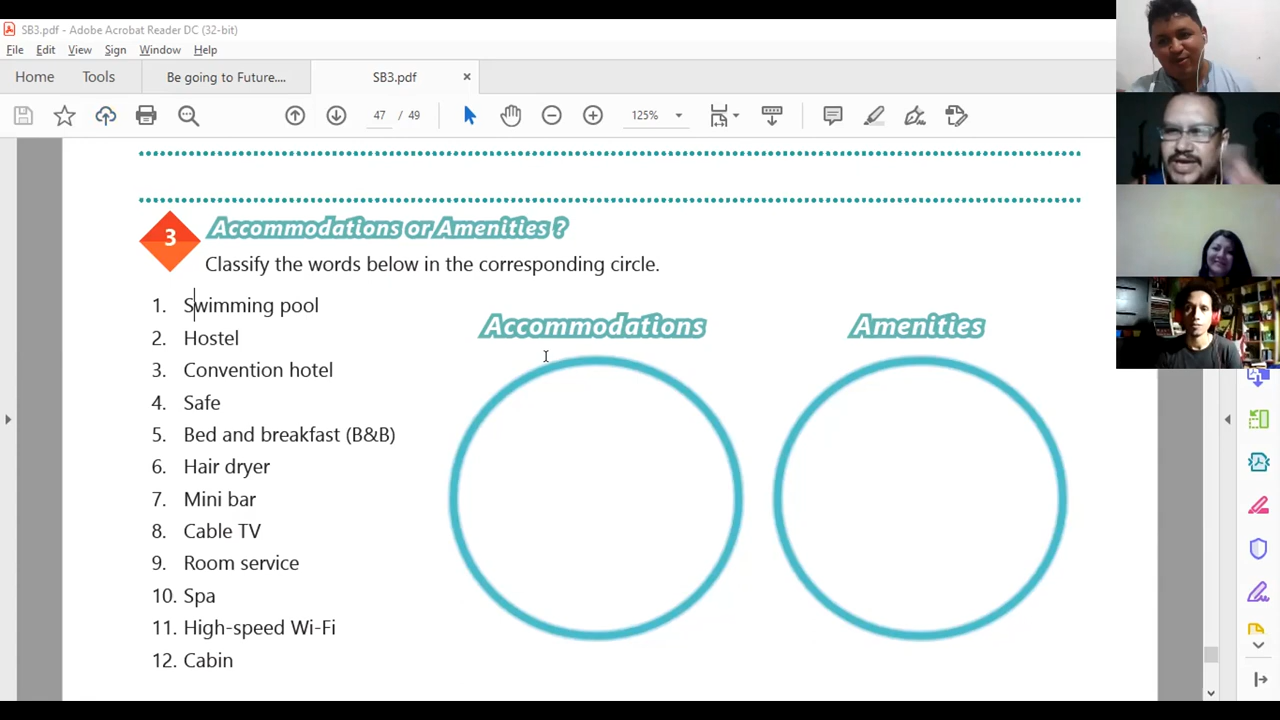 SB3.pdf - Adobe Acrobat Reader DC (32-bit)
File Edit View Sign Window Help
Home Tools Be going to Future.... SB3.pdf ×
47 / 49 125%
3 Accommodations or Amenities ?
Classify the words below in the corresponding circle.
1. Swimming pool
2. Hostel
3. Convention hotel
4. Safe
5. Bed and breakfast (B&B)
6. Hair dryer
7. Mini bar
8. Cable TV
9. Room service
10. Spa
11. High-speed Wi-Fi
12. Cabin
Accommodations
Amenities